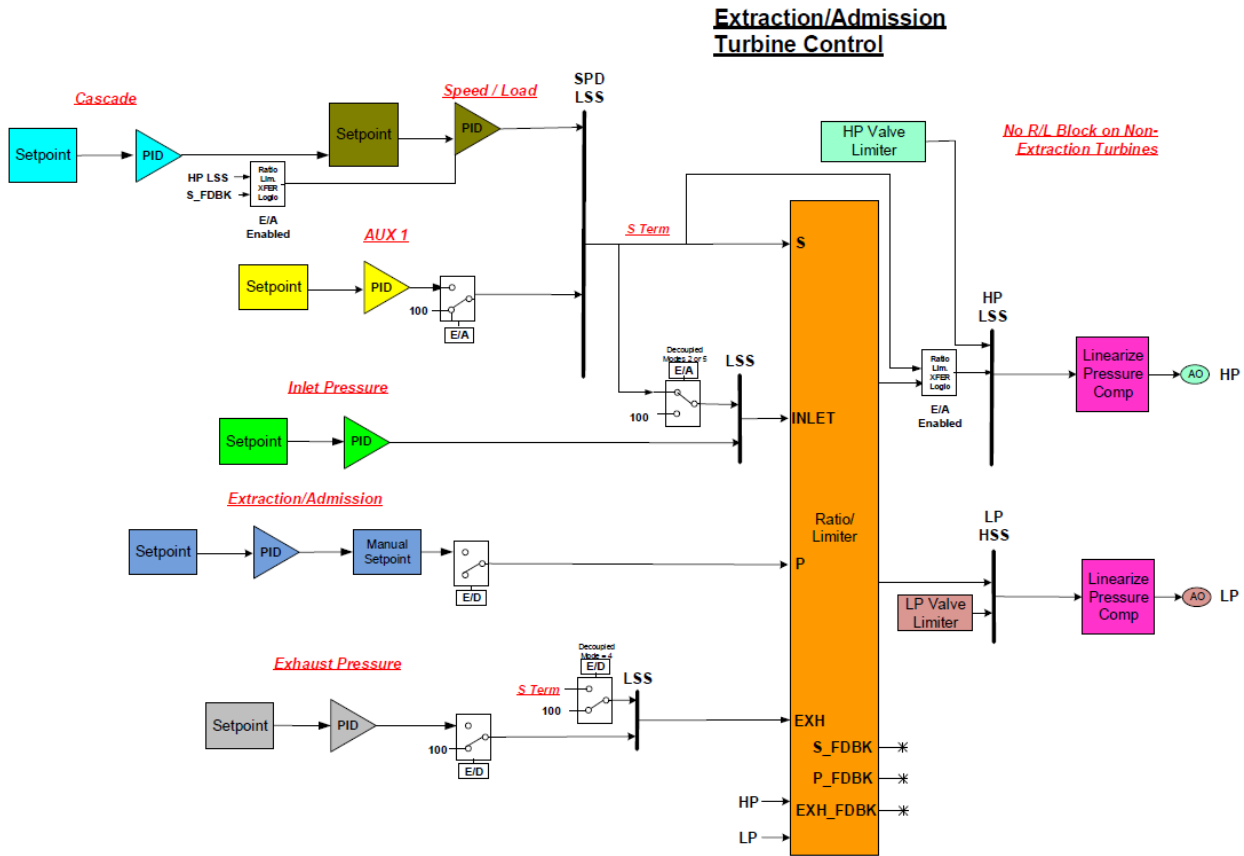 Extraction/Admission
Turbine Control
Cascade
Speed / Load
SPD
LSS
Setpoint
PID
Setpoint
PID
HP Valve
Limiter
No R/L Block on Non-
Extraction Turbines
HP LSS
S_FDBK
Ratio
Lim.
XFER
Logic
E/A
Enabled
AUX 1
S Term
S
Setpoint
PID
100
E/A
HP
LSS
Decoupled
Modes 2 or 5
E/A
LSS
100
Ratio
Lim.
XFER
Logic
E/A
Enabled
Linearize
Pressure
Comp
AO
HP
Inlet Pressure
Setpoint
PID
INLET
Extraction/Admission
Setpoint
PID
Manual
Setpoint
E/D
P
Ratio/
Limiter
LP
HSS
LP Valve
Limiter
Linearize
Pressure
Comp
AO
LP
Exhaust Pressure
Decoupled
Mode = 4
E/D
S Term
100
LSS
Setpoint
PID
100
E/D
EXH
S_FDBK
P_FDBK
EXH_FDBK
HP
LP